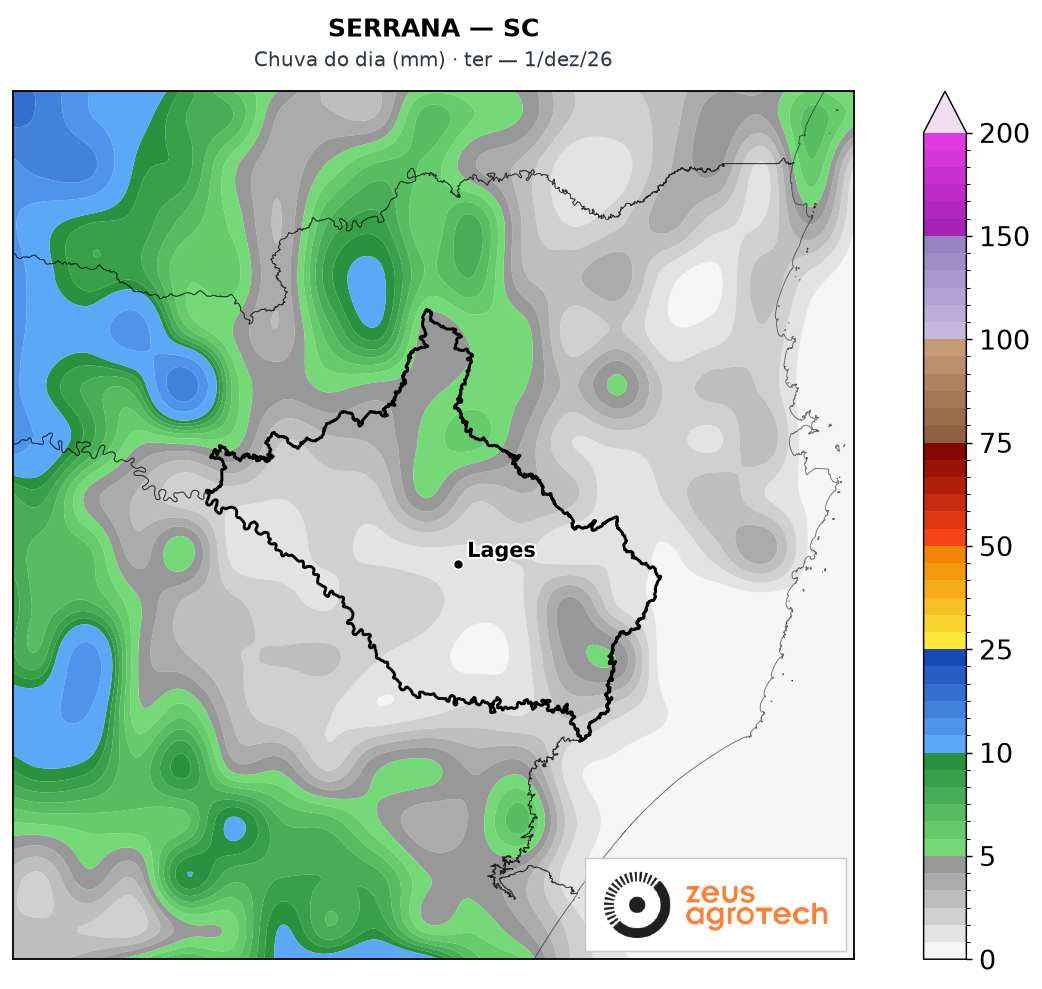 SERRANA — SC
Chuva do dia (mm) · ter — 1/dez/26
200
150
100
75
50
25
10
5
0
Lages
zeus
agroTech